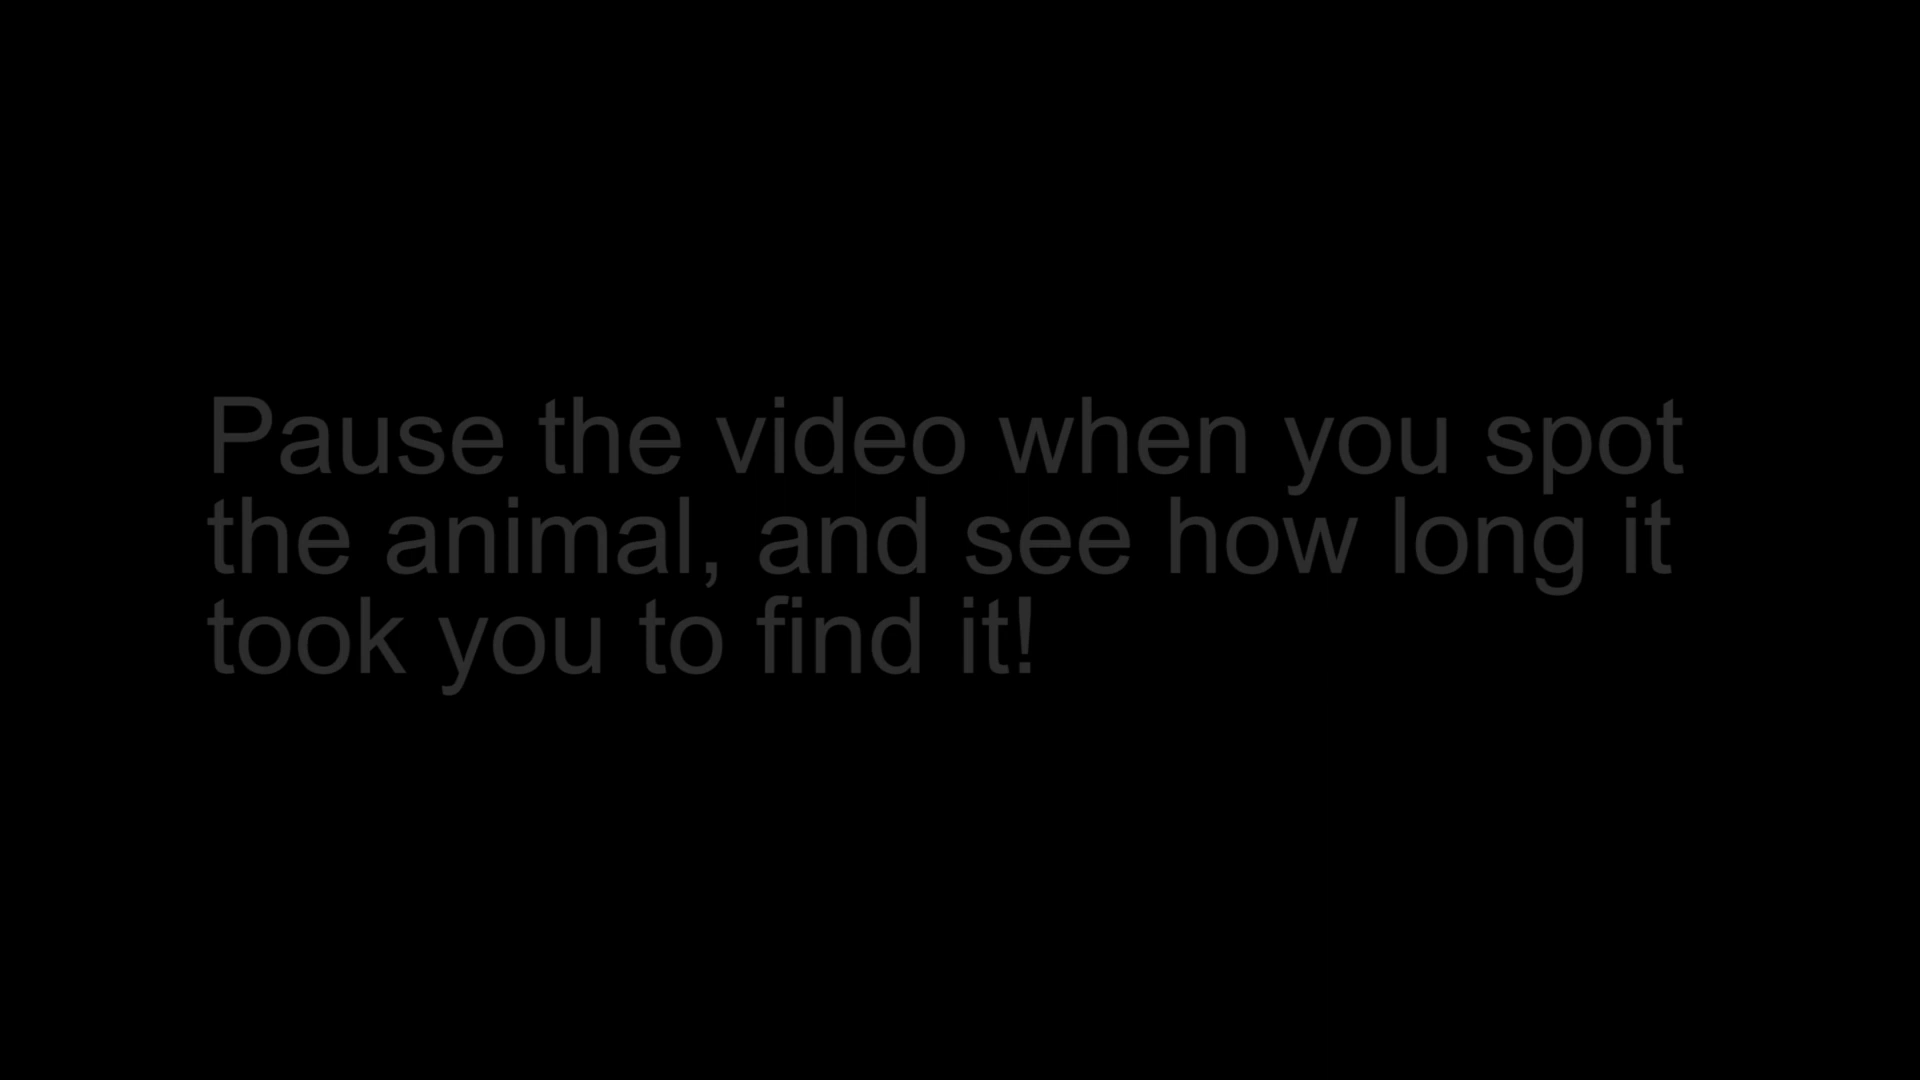 Pause the video when you spot
the animal, and see how long it
took you to find it!